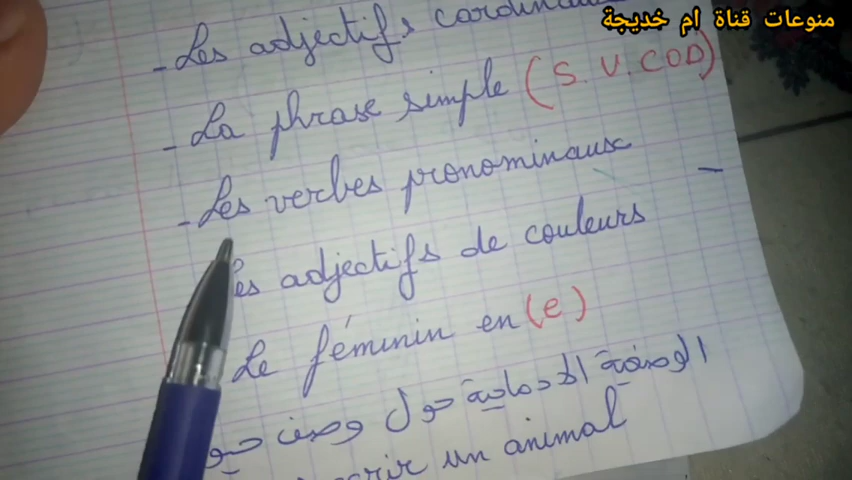 منوعات قناة ام خديجة
- Les adjectifs cardinaux
- La phrase simple (S. V. COD)
- Les verbes pronominaux -
Les adjectifs de couleurs
Le féminin en (e)
الوضعية الادماجية حول وصف
un animal